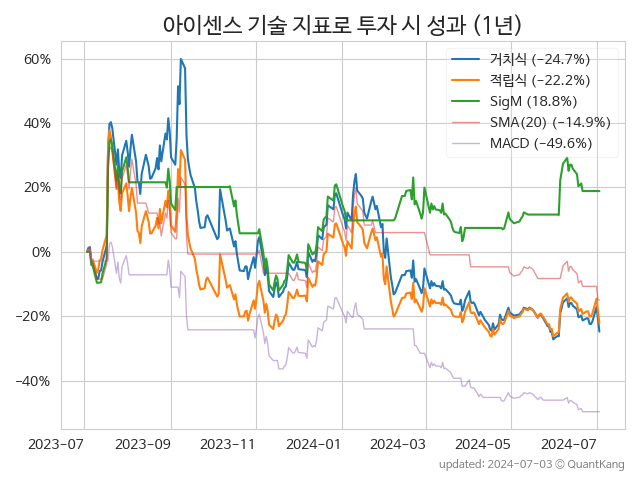 아이센스 기술 지표로 투자 시 성과 (1년)
거치식 (−24.7%)
적립식 (−22.2%)
SigM (18.8%)
SMA(20) (−14.9%)
MACD (−49.6%)
60%
40%
20%
0%
−20%
−40%
2023-07
2023-09
2023-11
2024-01
2024-03
2024-05
2024-07
updated: 2024-07-03 © QuantKang